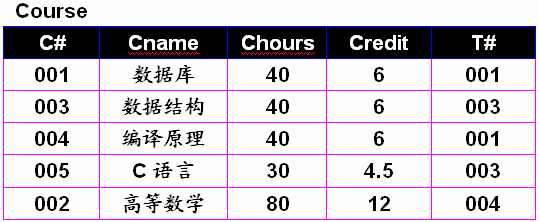 Course
C# Cname Chours Credit T#
001 数据库 40 6 001
003 数据结构 40 6 003
004 编译原理 40 6 001
005 C 语言 30 4.5 003
002 高等数学 80 12 004